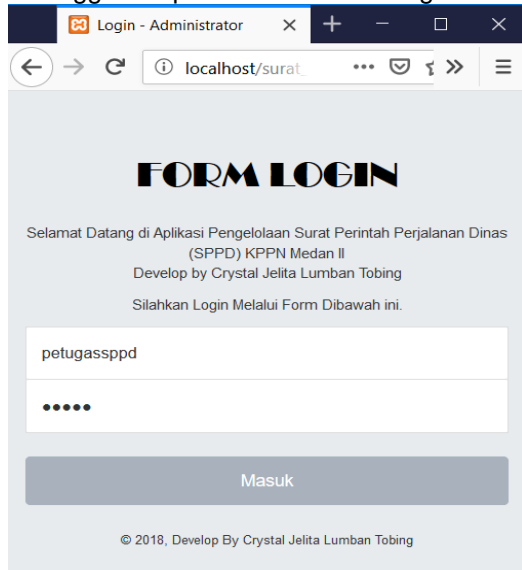 Login - Administrator
localhost/surat_
FORM LOGIN
Selamat Datang di Aplikasi Pengelolaan Surat Perintah Perjalanan Dinas
(SPPD) KPPN Medan II
Develop by Crystal Jelita Lumban Tobing
Silahkan Login Melalui Form Dibawah ini.
petugassppd
•••••
Masuk
© 2018, Develop By Crystal Jelita Lumban Tobing